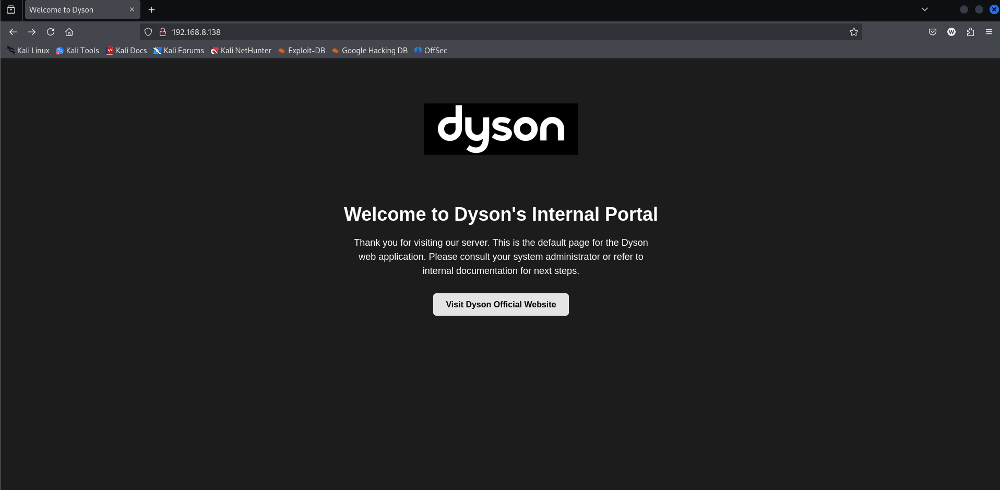 Welcome to Dyson
192.168.8.138
Kali Linux Kali Tools Kali Docs Kali Forums Kali NetHunter Exploit-DB Google Hacking DB OffSec
dyson
Welcome to Dyson's Internal Portal
Thank you for visiting our server. This is the default page for the Dyson
web application. Please consult your system administrator or refer to
internal documentation for next steps.
Visit Dyson Official Website